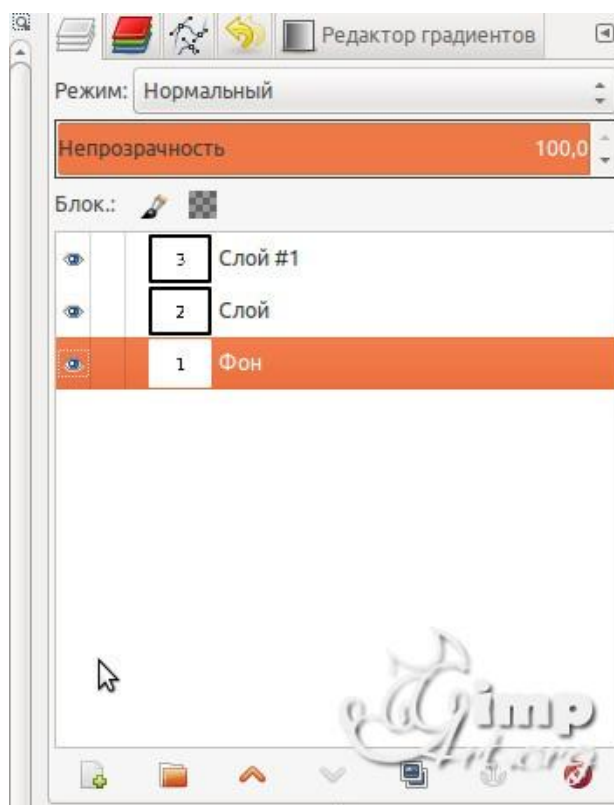 Редактор градиентов
Режим: Нормальный
Непрозрачность 100,0
Блок.:
3 Слой #1
2 Слой
1 Фон
Gimp
Art.org